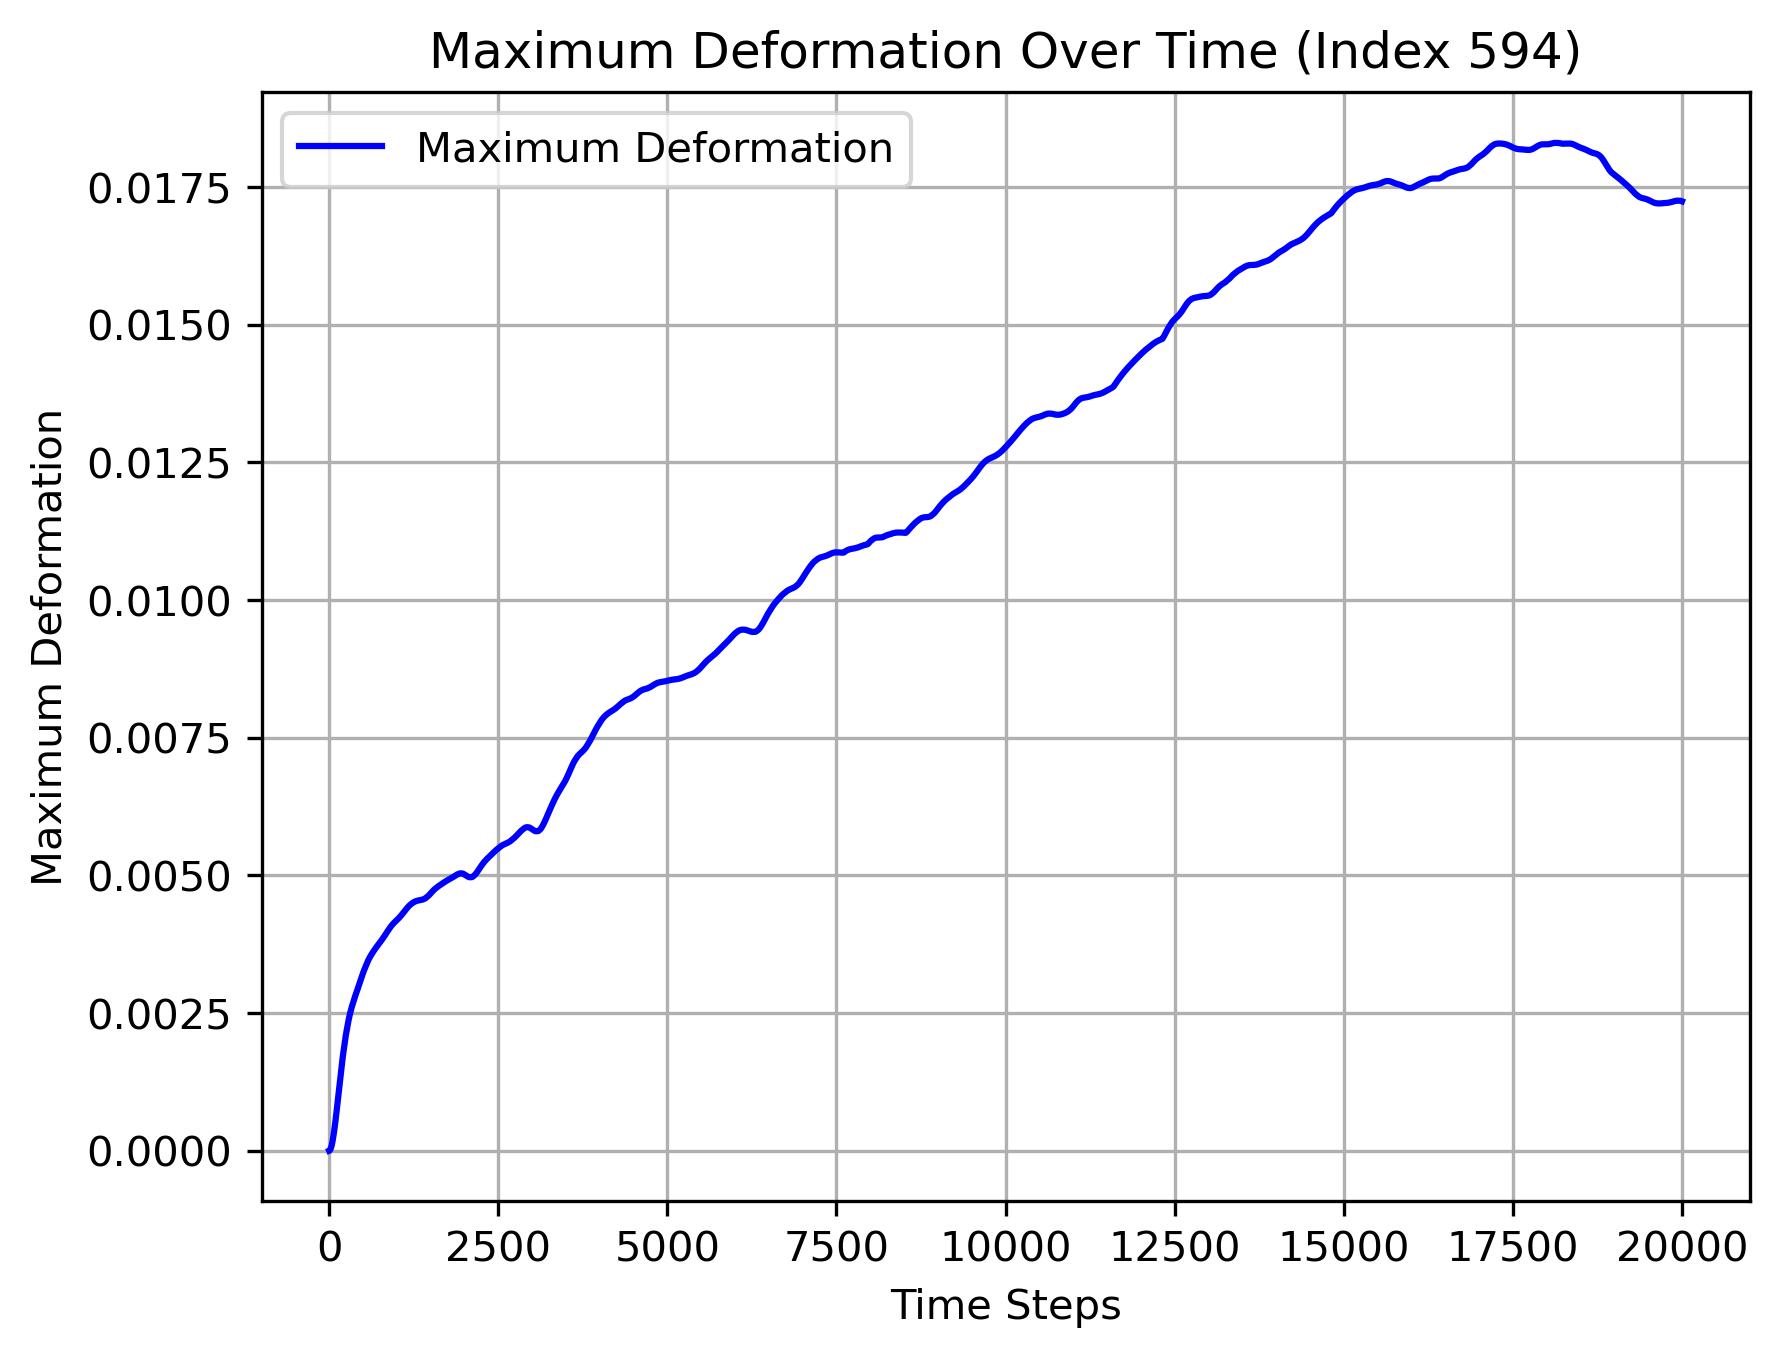 Maximum Deformation Over Time (Index 594)
Maximum Deformation
0.0175
0.0150
0.0125
0.0100
0.0075
0.0050
0.0025
0.0000
Maximum Deformation
0 2500 5000 7500 10000 12500 15000 17500 20000
Time Steps